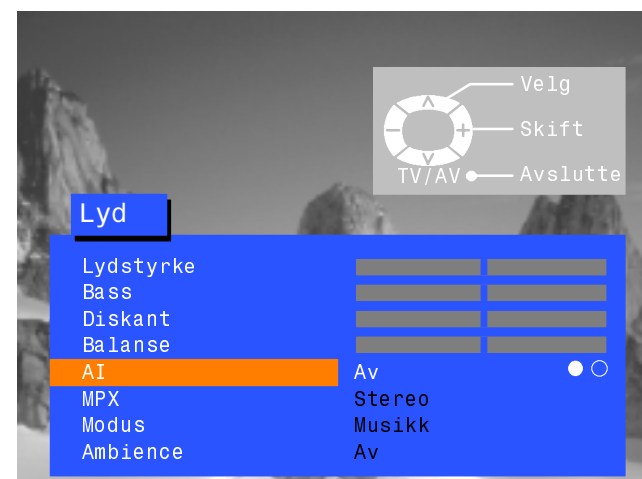 Velg
Skift
TV/AV Avslutte
Lyd
Lydstyrke
Bass
Diskant
Balanse
AI Av
MPX Stereo
Modus Musikk
Ambience Av